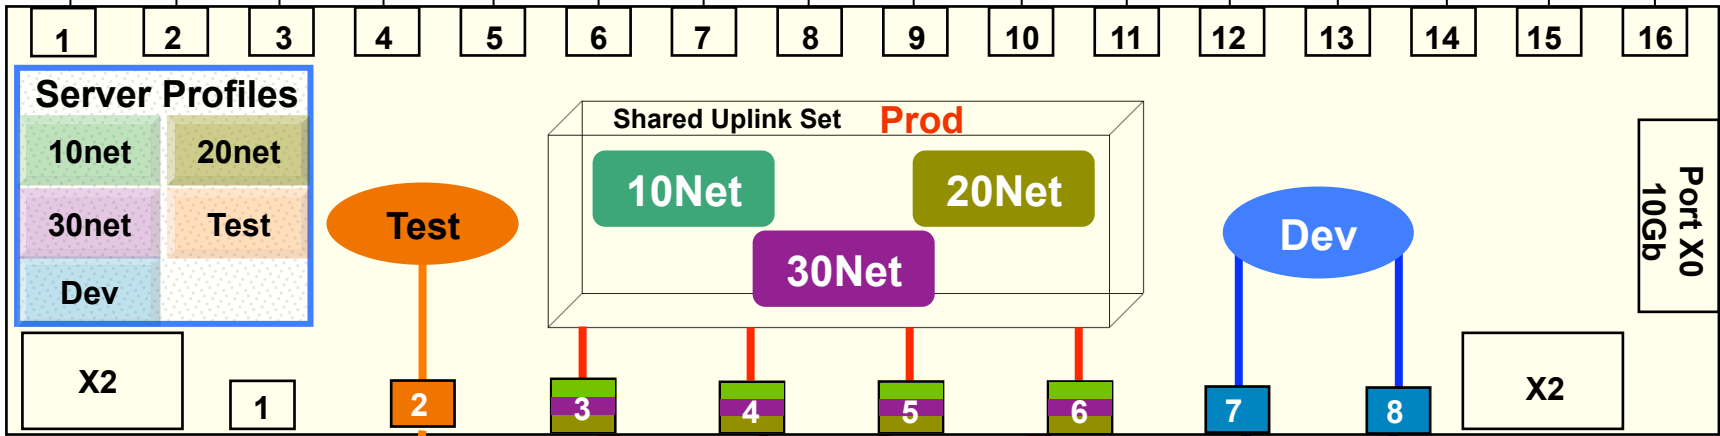 1 2 3 4 5 6 7 8 9 10 11 12 13 14 15 16
Server Profiles
10net 20net
30net Test
Dev
Test
Shared Uplink Set Prod
10Net 20Net
30Net
Dev
Port X0
10Gb
X2 1 2 3 4 5 6 7 8 X2